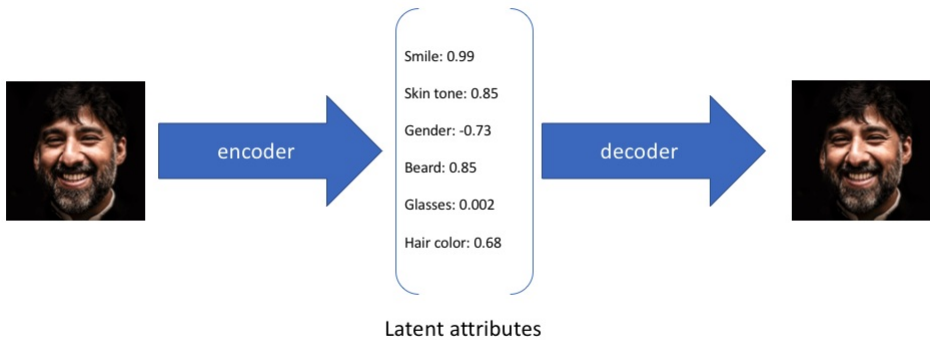 encoder
Smile: 0.99
Skin tone: 0.85
Gender: -0.73
Beard: 0.85
Glasses: 0.002
Hair color: 0.68
decoder
Latent attributes